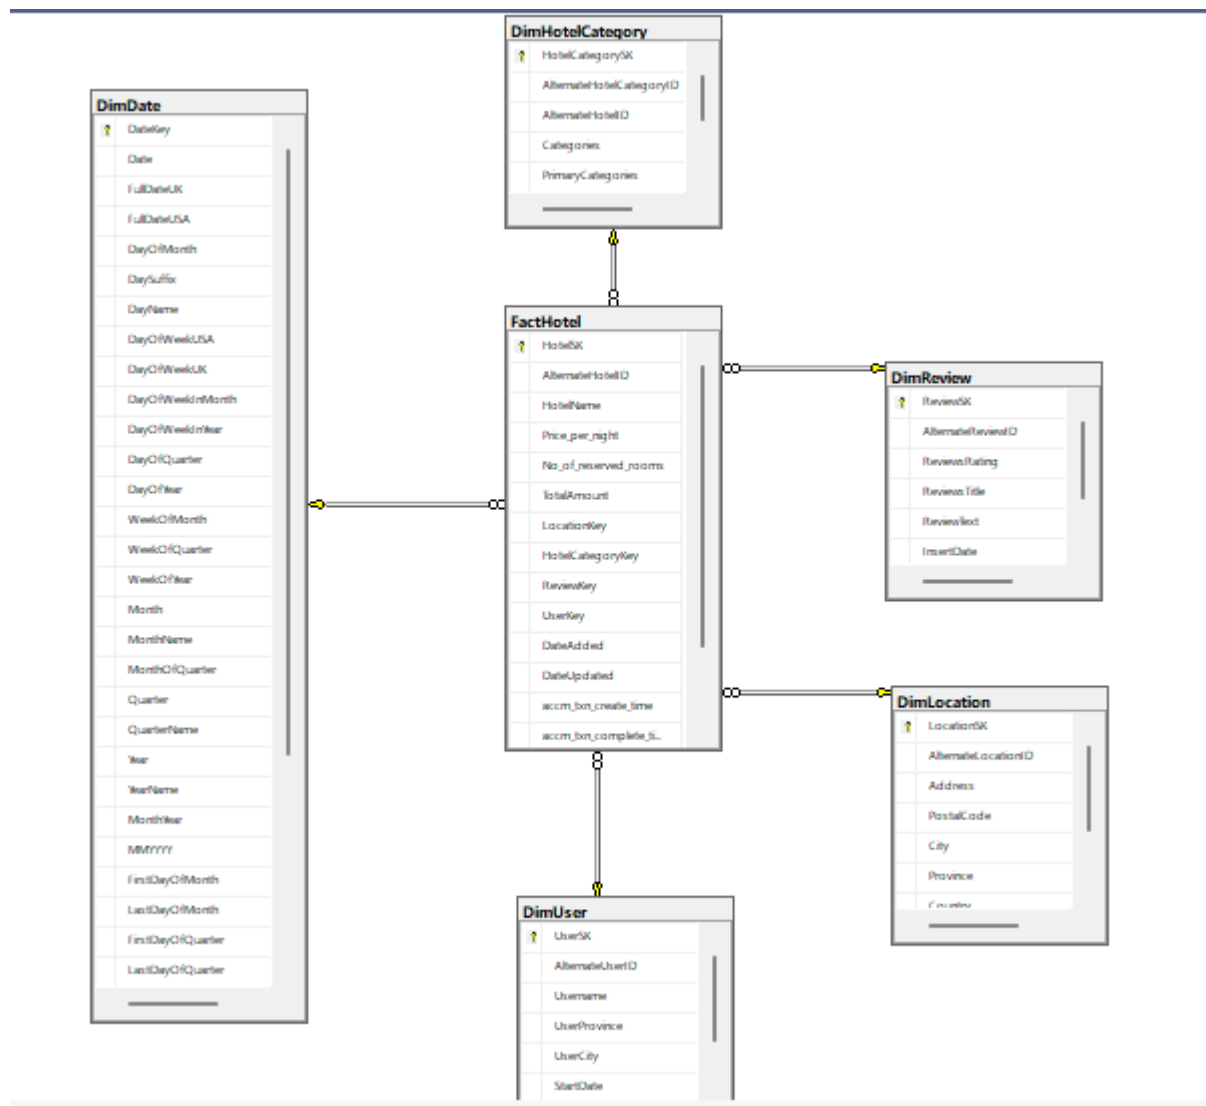 DimHotelCategory
HotelCategorySK
AlternateHotelCategoryID
AlternateHotelID
Categories
PrimaryCategories
DimDate
DateKey
Date
FullDateUK
FullDateUSA
DayOfMonth
DaySuffix
DayName
DayOfWeekUSA
DayOfWeekUK
DayOfWeekInMonth
DayOfWeekInYear
DayOfQuarter
DayOfYear
WeekOfMonth
WeekOfQuarter
WeekOfYear
Month
MonthName
MonthOfQuarter
Quarter
QuarterName
Year
YearName
MonthYear
MMYYYY
FirstDayOfMonth
LastDayOfMonth
FirstDayOfQuarter
LastDayOfQuarter
FactHotel
HotelSK
AlternateHotelID
HotelName
Price_per_night
No_of_reserved_rooms
TotalAmount
LocationKey
HotelCategoryKey
ReviewKey
UserKey
DateAdded
DateUpdated
accm_txn_create_time
accm_txn_complete_ti...
DimReview
ReviewSK
AlternateReviewID
ReviewsRating
ReviewsTitle
ReviewText
InsertDate
DimLocation
LocationSK
AlternateLocationID
Address
PostalCode
City
Province
Country
DimUser
UserSK
AlternateUserID
Username
UserProvince
UserCity
StartDate